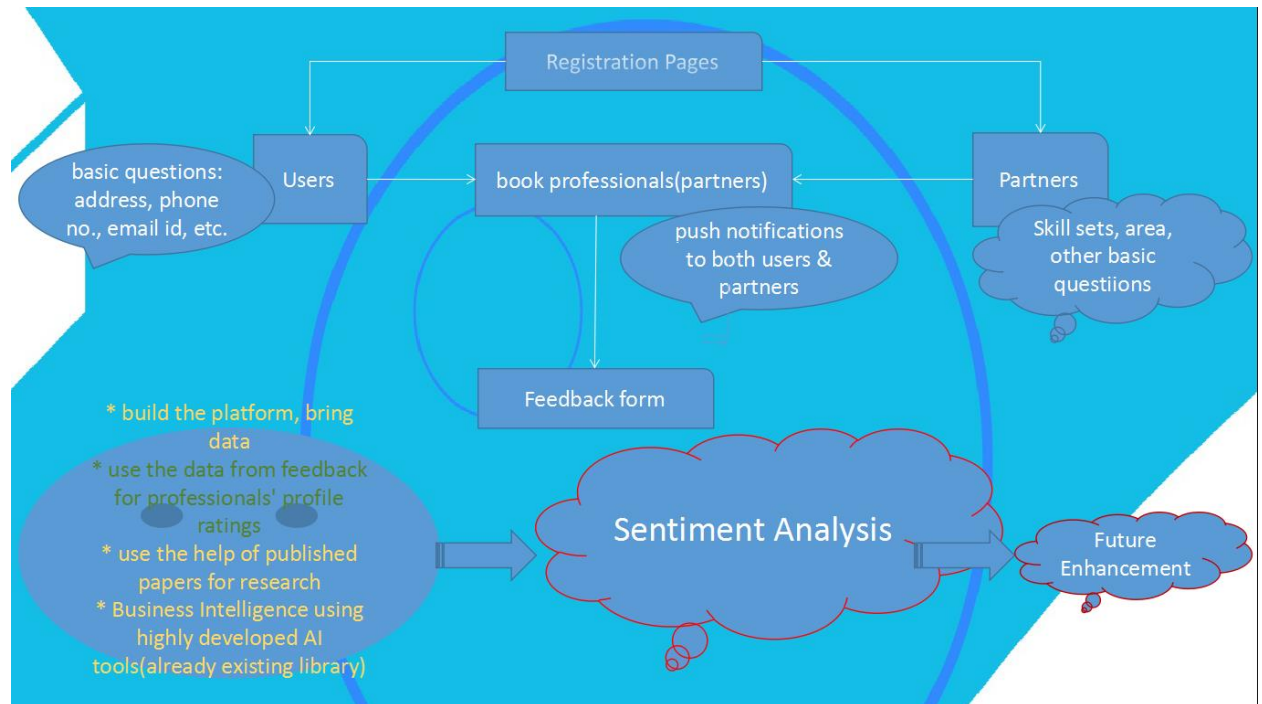 Registration Pages
Users
book professionals(partners)
Partners
basic questions:
address, phone
no., email id, etc.
push notifications
to both users &
partners
Skill sets, area,
other basic
questiions
Feedback form
* build the platform, bring
data
* use the data from feedback
for professionals' profile
ratings
* use the help of published
papers for research
* Business Intelligence using
highly developed AI
tools(already existing library)
Sentiment Analysis
Future
Enhancement